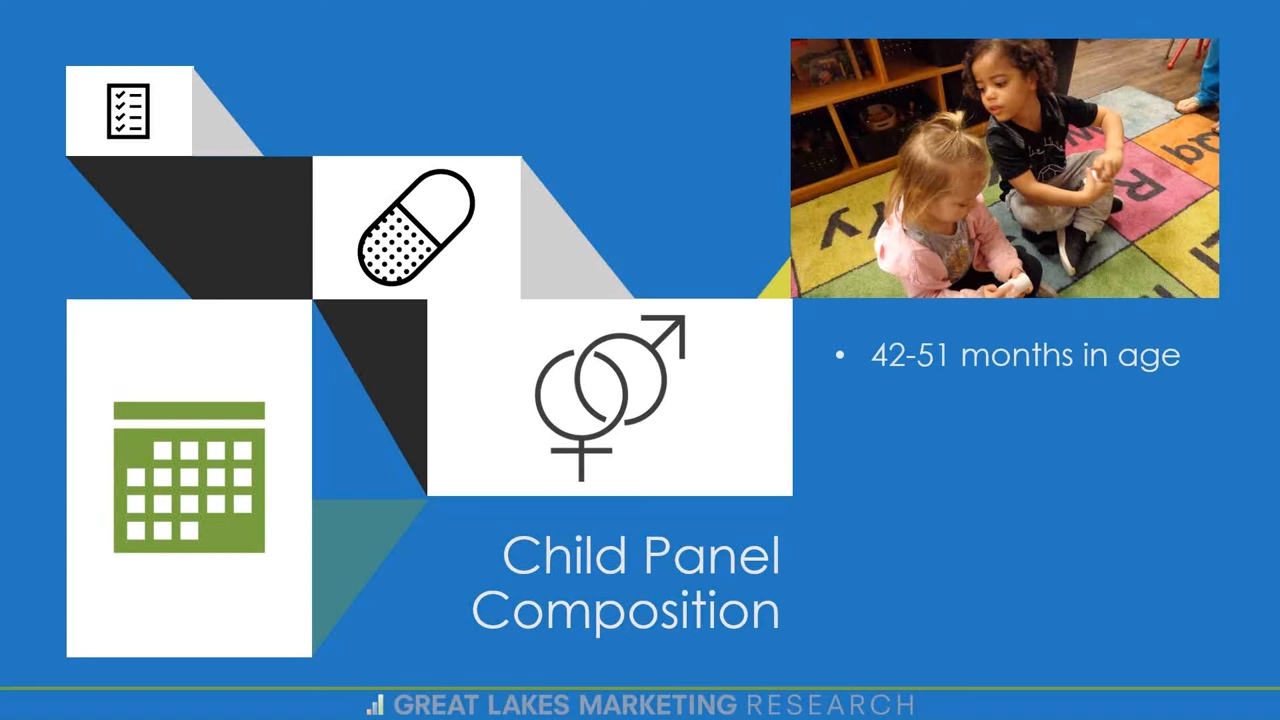 • 42-51 months in age
Child Panel
Composition
GREAT LAKES MARKETING RESEARCH